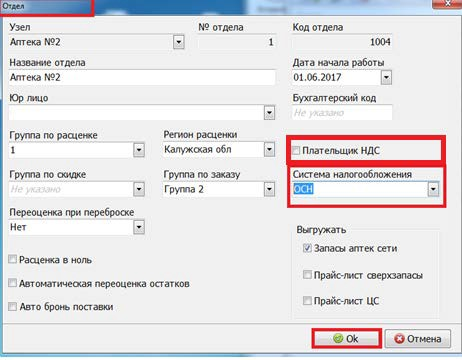 Отдел
Узел № отдела Код отдела
Аптека №2 1 1004
Название отдела Дата начала работы
Аптека №2 01.06.2017
Юр лицо Бухгалтерский код
Не указано
Группа по расценке Регион расценки
1 Калужская обл Плательщик НДС
Группа по скидке Группа по заказу Система налогообложения
Не указано Группа 2 ОСН
Переоценка при переброске
Нет Выгружать
Запасы аптек сети
Расценка в ноль
Прайс-лист сверхзапасы
Автоматическая переоценка остатков
Прайс-лист ЦС
Авто бронь поставки
Ok Отмена